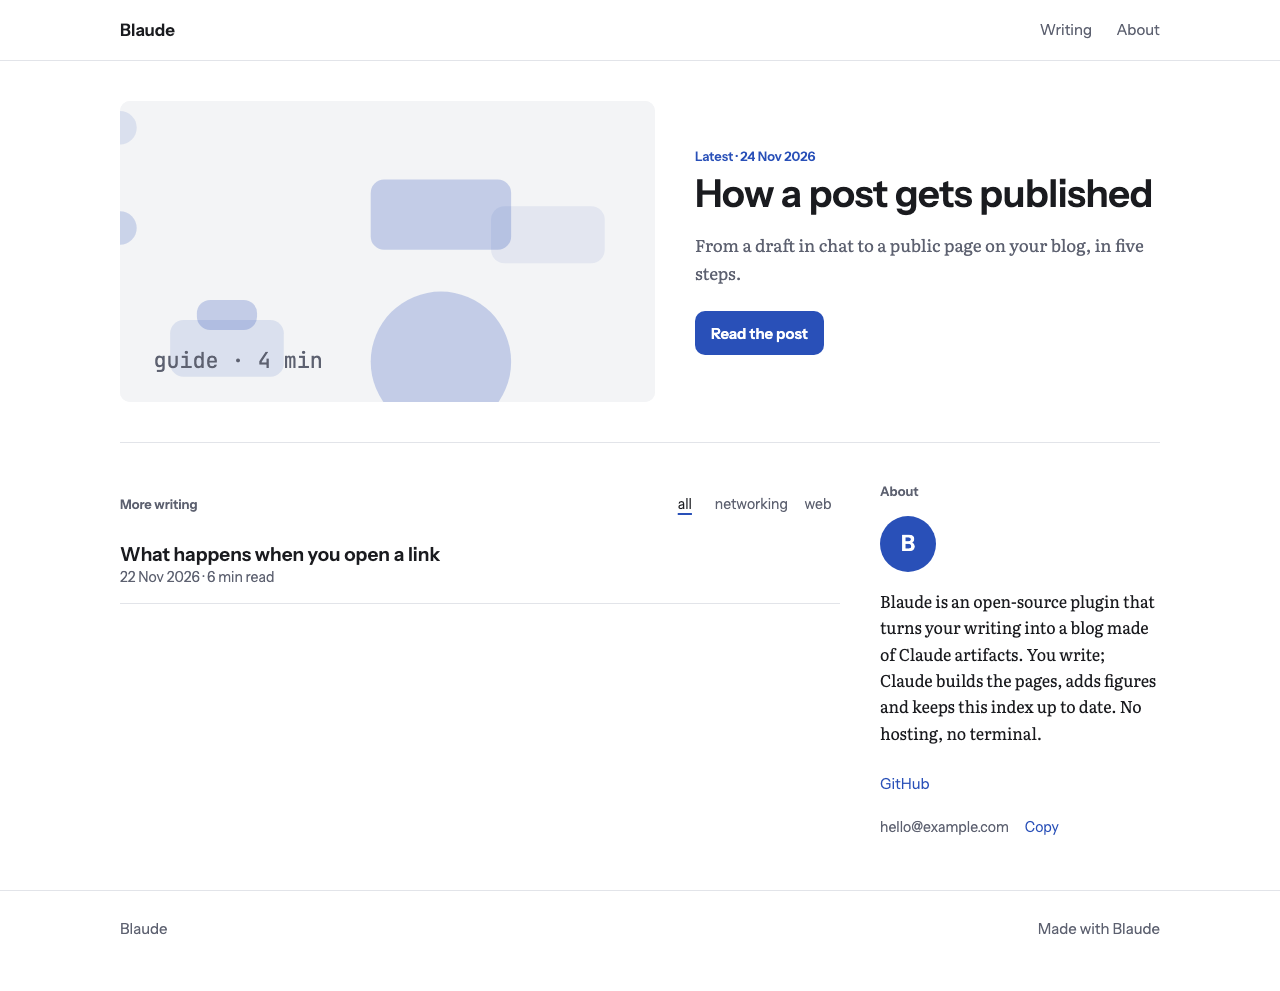 Blaude
Writing About
guide · 4 min
Latest · 24 Nov 2026
How a post gets published
From a draft in chat to a public page on your blog, in five
steps.
Read the post
More writing
all networking web
What happens when you open a link
22 Nov 2026 · 6 min read
About
B
Blaude is an open-source plugin that
turns your writing into a blog made
of Claude artifacts. You write;
Claude builds the pages, adds figures
and keeps this index up to date. No
hosting, no terminal.
GitHub
hello@example.com Copy
Blaude
Made with Blaude